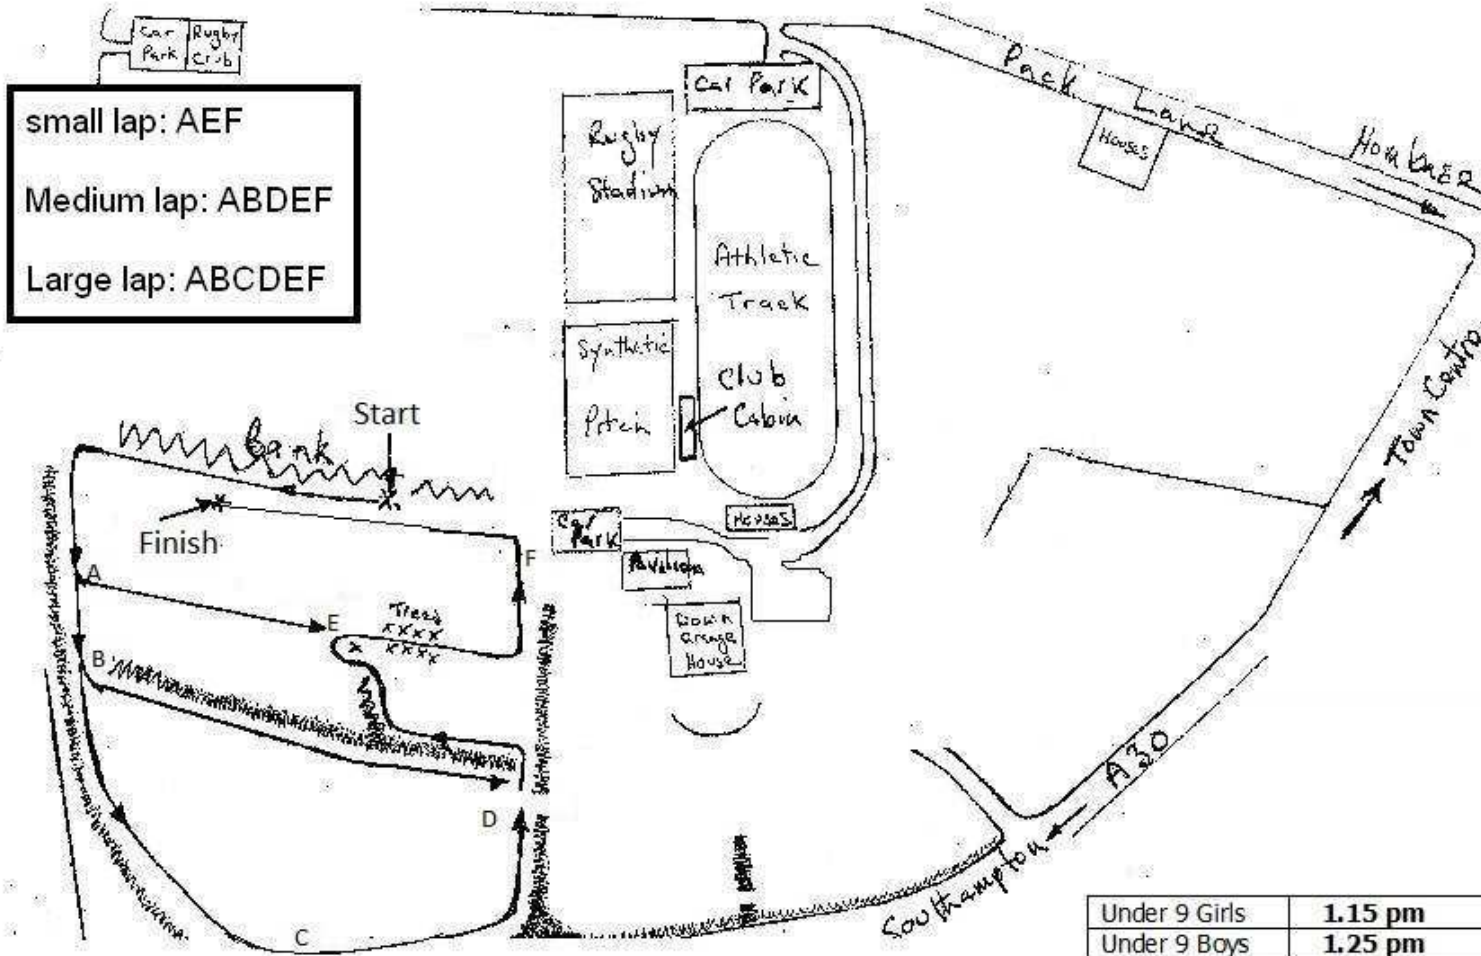 Car
Park
Rugby
Club
small lap: AEF
Medium lap: ABDEF
Large lap: ABCDEF
Car Park
Rugby
Stadium
Athletic
Track
Club
Cabin
Synthetic
Pack Lane
Houses
Town Centre
Bank
Start
Finish
A
B
C
D
E
F
Trees
xxxx
xxxx
Car
Park
Houses
Pavilion
Down
Grange
House
A30
Southampton
Under 9 Girls 1.15 pm
Under 9 Boys 1.25 pm